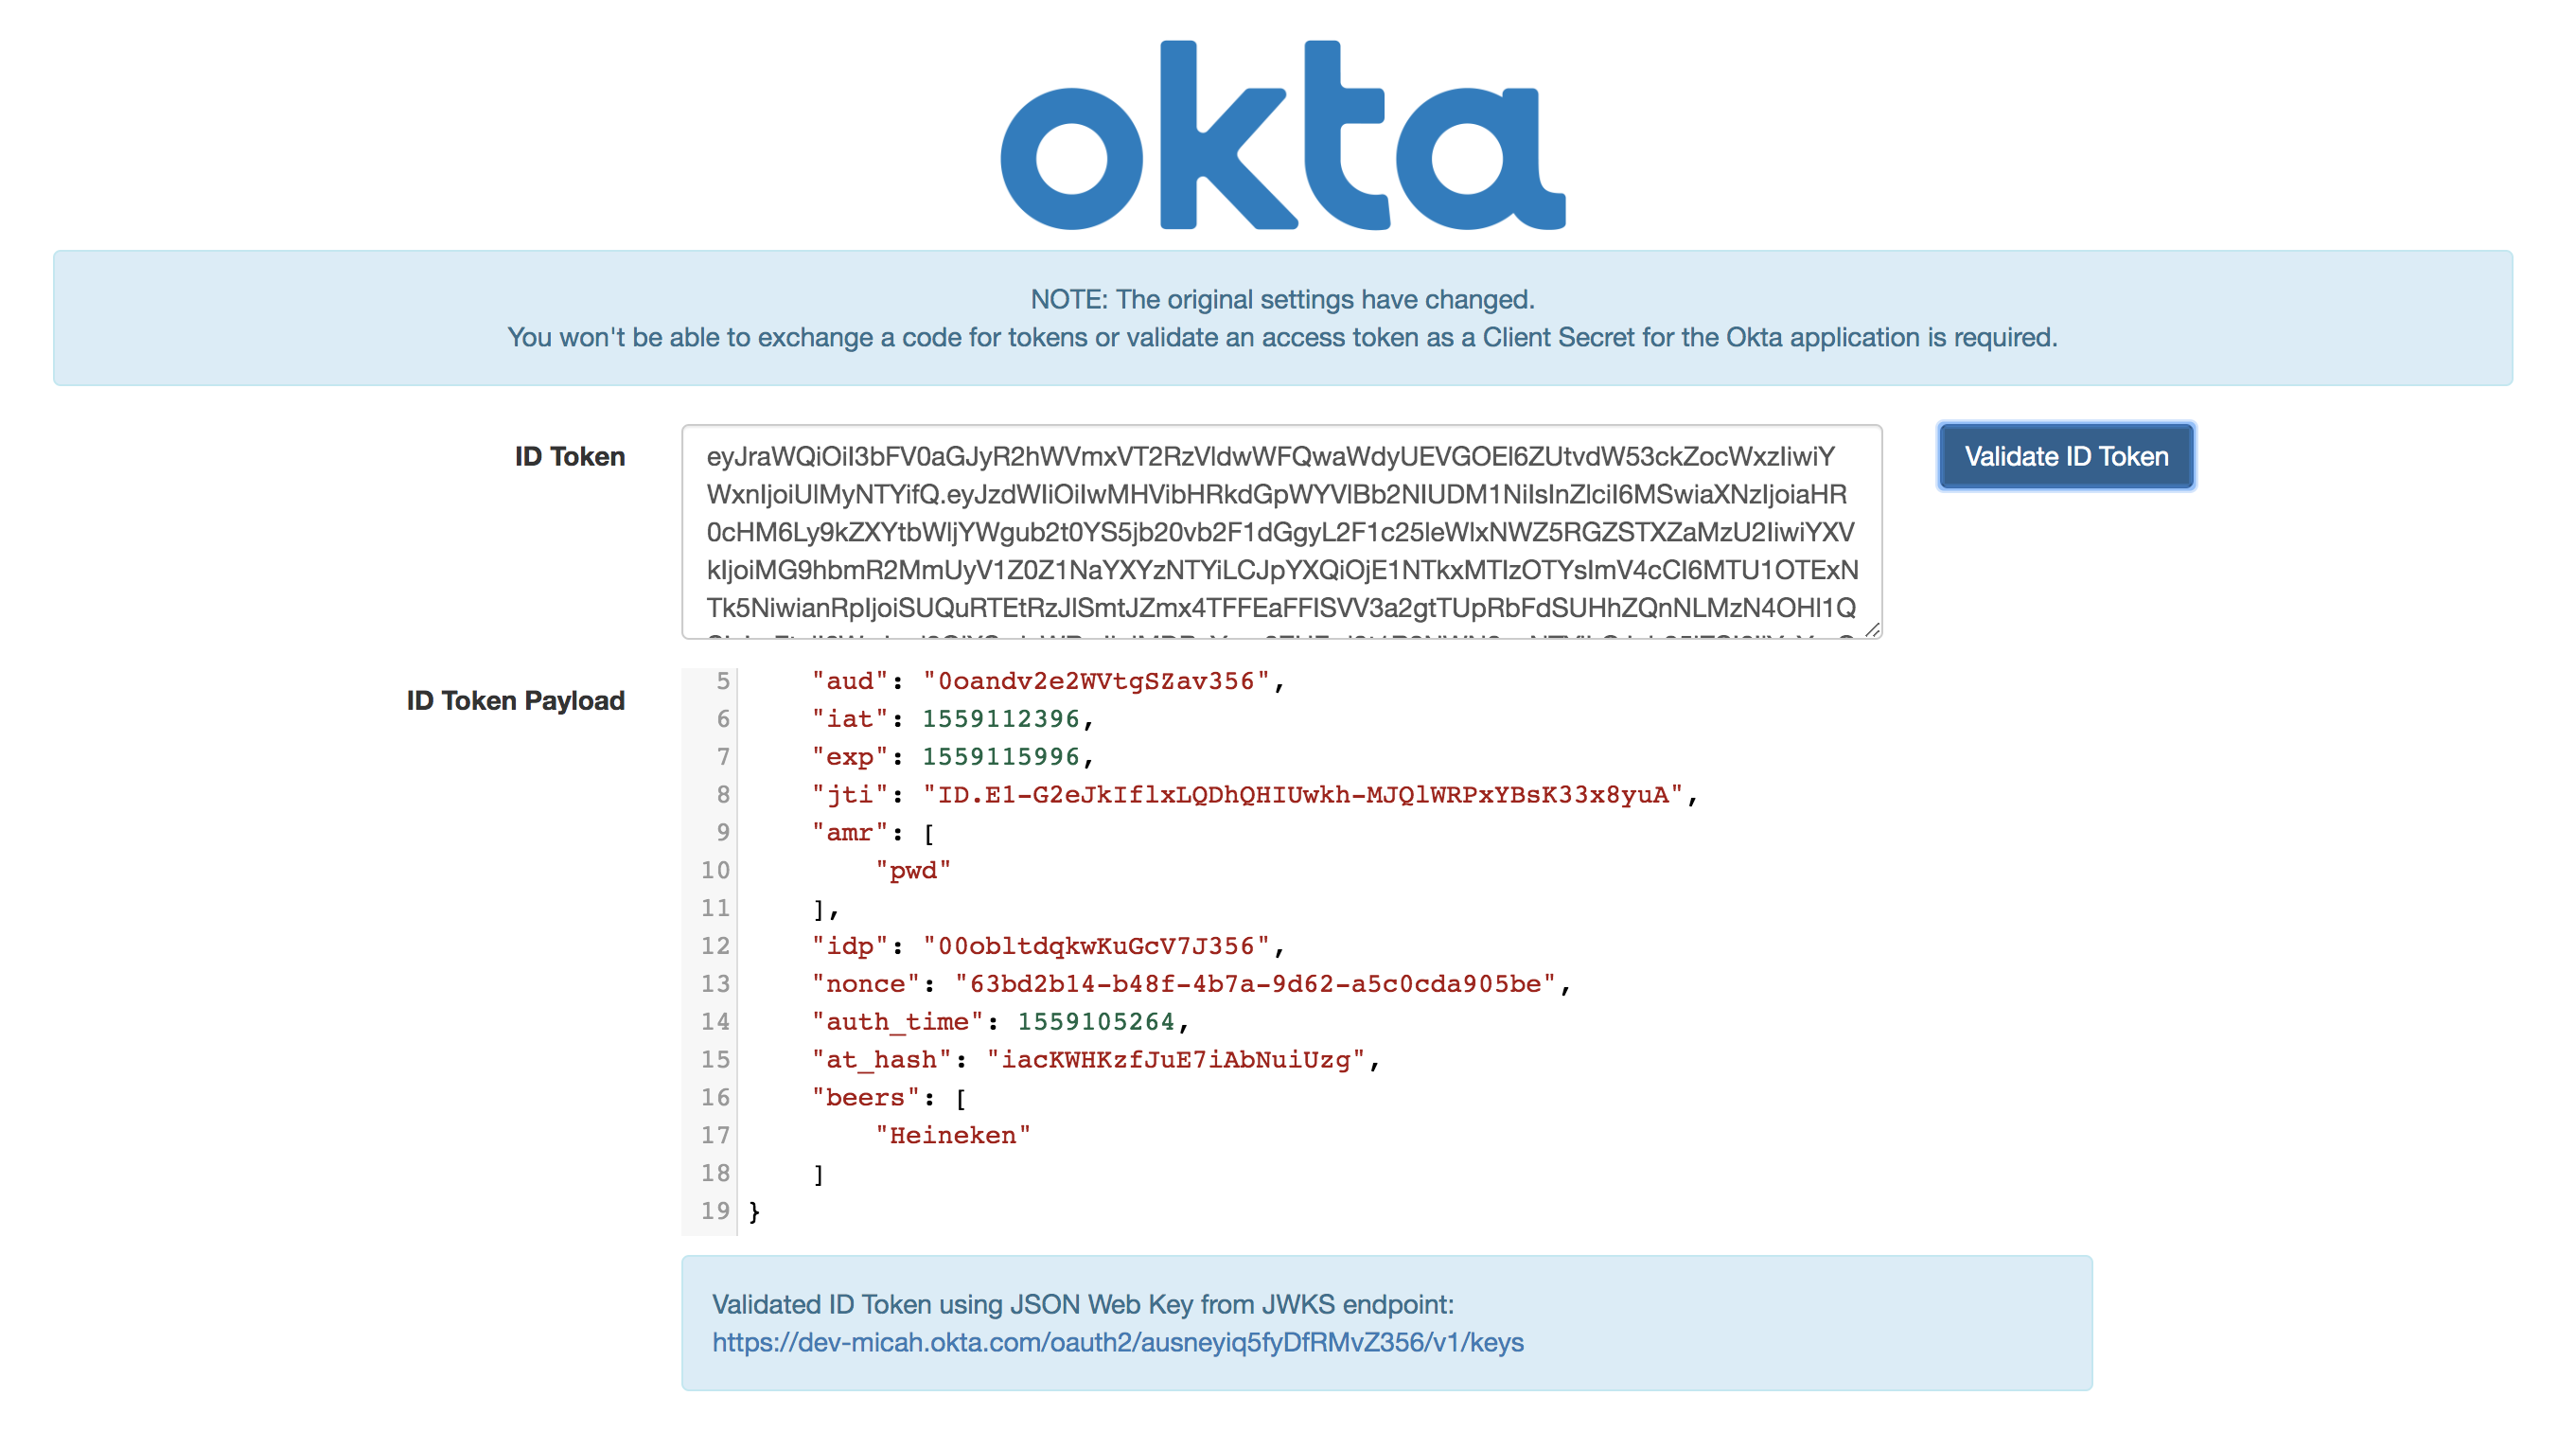 okta
NOTE: The original settings have changed.
You won't be able to exchange a code for tokens or validate an access token as a Client Secret for the Okta application is required.
ID Token
eyJraWQiOiI3bFV0aGJyR2hWVmxVT2RzVldwWFQwaWdyUEVGOEI6ZUtvdW53ckZocWxzIiwiY
WxnIjoiUlMyNTYifQ.eyJzdWIiOiIwMHVibHRkdGpWYVlBb2NIUDM1NiIsInZlciI6MSwiaXNzIjoiaHR
0cHM6Ly9kZXYtbWljYWgub2t0YS5jb20vb2F1dGgyL2F1c25leWlxNWZ5RGZSTXZaMzU2IiwiYXV
kIjoiMG9hbmR2MmUyV1Z0Z1NaYXYzNTYiLCJpYXQiOjE1NTkxMTIzOTYsImV4cCI6MTU1OTExN
Tk5NiwianRpIjoiSUQuRTEtRzJlSmtJZmx4TFFEaFFISVV3a2gtTUpRbFdSUHhZQnNLMzN4OHl1Q
Validate ID Token
ID Token Payload
5 "aud": "0oandv2e2WVtgSZav356",
6 "iat": 1559112396,
7 "exp": 1559115996,
8 "jti": "ID.E1-G2eJkIflxLQDhQHIUwkh-MJQlWRPxYBsK33x8yuA",
9 "amr": [
10 "pwd"
11 ],
12 "idp": "00obltdqkwKuGcV7J356",
13 "nonce": "63bd2b14-b48f-4b7a-9d62-a5c0cda905be",
14 "auth_time": 1559105264,
15 "at_hash": "iacKWHKzfJuE7iAbNuiUzg",
16 "beers": [
17 "Heineken"
18 ]
19 }
Validated ID Token using JSON Web Key from JWKS endpoint:
https://dev-micah.okta.com/oauth2/ausneyiq5fyDfRMvZ356/v1/keys